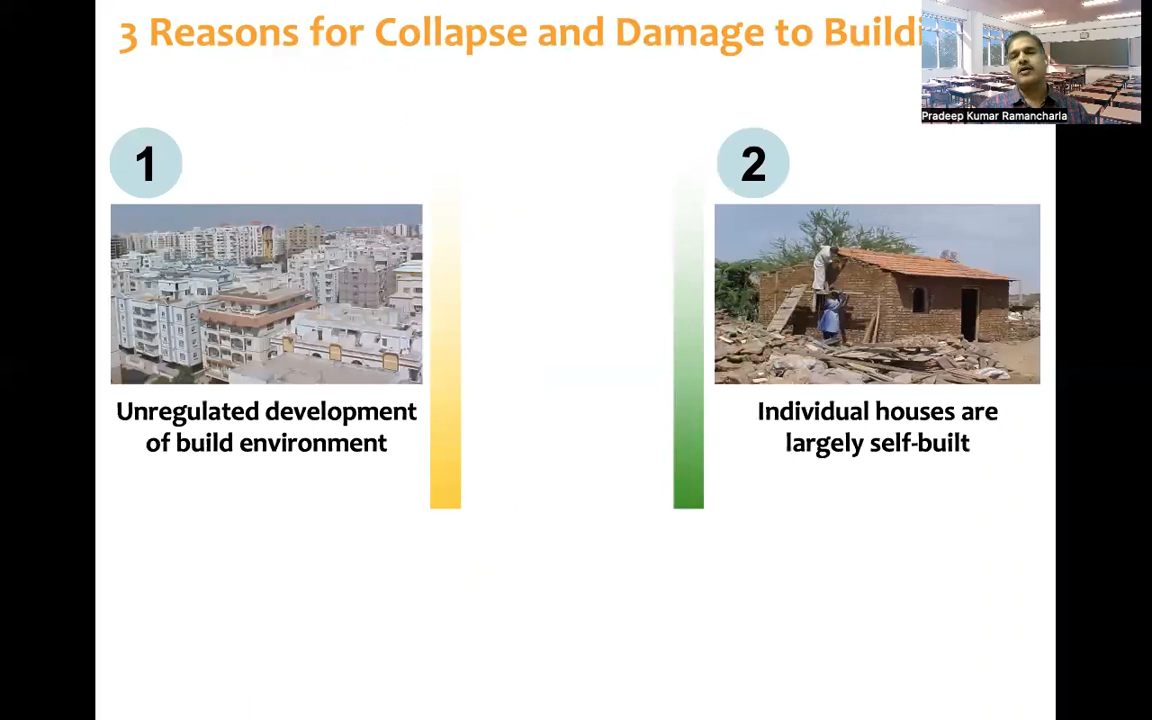 3 Reasons for Collapse and Damage to
Pradeep Kumar Ramancharla
1
2
Unregulated development
of build environment
Individual houses are
largely self-built